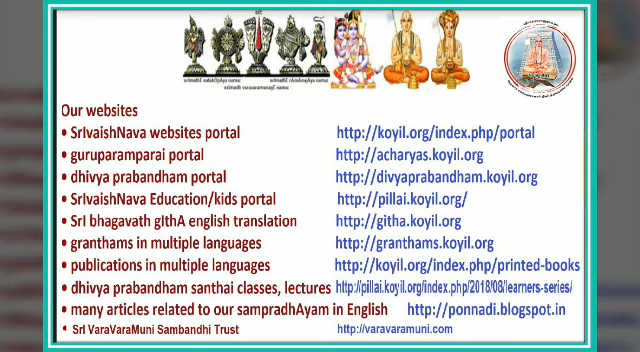 srImathE rAmAnujAya nama:
Our websites
• SrIvaishNava websites portal http://koyil.org/index.php/portal
• guruparamparai portal http://acharyas.koyil.org
• dhivya prabandham portal http://divyaprabandham.koyil.org
• SrIvaishNava Education/kids portal http://pillai.koyil.org/
• SrI bhagavath gIthA english translation http://githa.koyil.org
• granthams in multiple languages http://granthams.koyil.org
• publications in multiple languages http://koyil.org/index.php/printed-books
• dhivya prabandham santhai classes, lectures http://pillai.koyil.org/index.php/2018/08/learners-series/
• many articles related to our sampradhAyam in English http://ponnadi.blogspot.in
• SrI VaraVaraMuni Sambandhi Trust http://varavaramuni.com